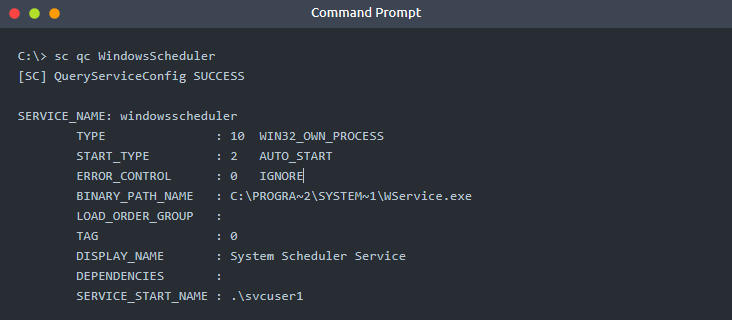 Command Prompt
C:\> sc qc WindowsScheduler
[SC] QueryServiceConfig SUCCESS
SERVICE_NAME: windowsscheduler
TYPE : 10 WIN32_OWN_PROCESS
START_TYPE : 2 AUTO_START
ERROR_CONTROL : 0 IGNORE
BINARY_PATH_NAME : C:\PROGRA~2\SYSTEM~1\WService.exe
LOAD_ORDER_GROUP :
TAG : 0
DISPLAY_NAME : System Scheduler Service
DEPENDENCIES :
SERVICE_START_NAME : .\svcuser1